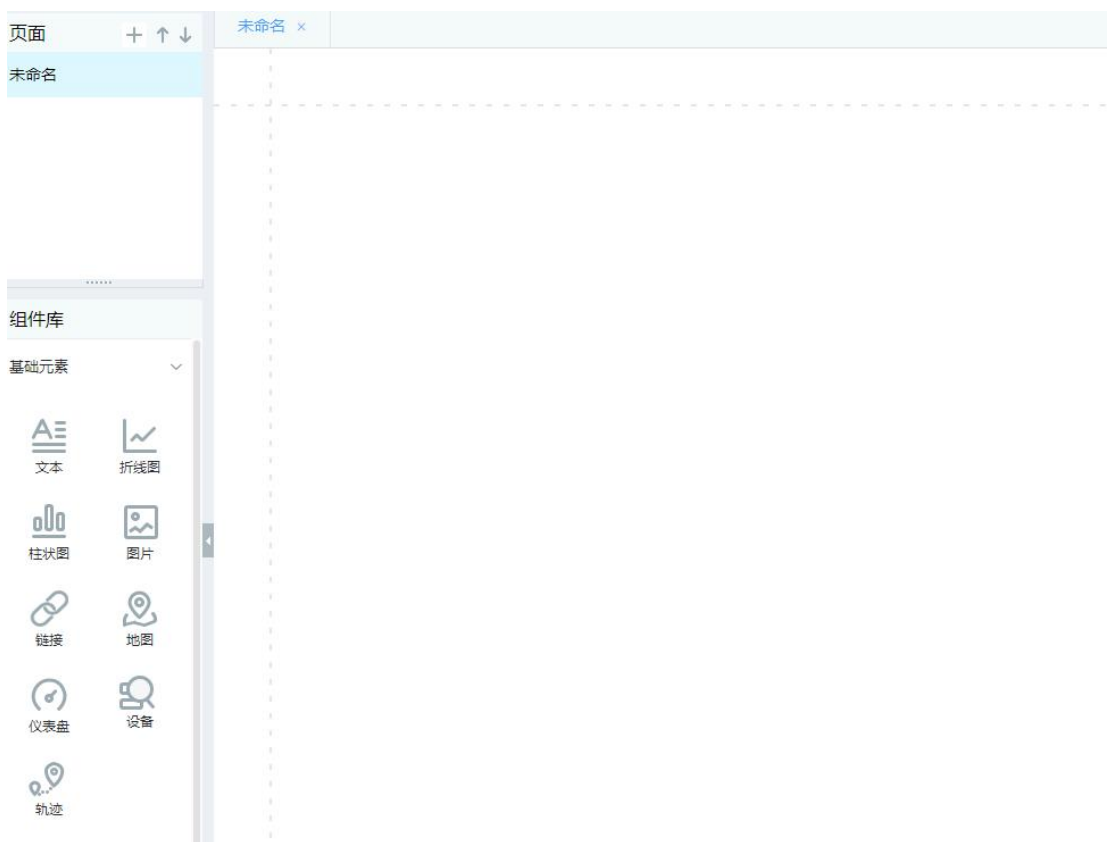 页面
未命名 ×
未命名
组件库
基础元素
文本
折线图
柱状图
图片
链接
地图
仪表盘
设备
轨迹